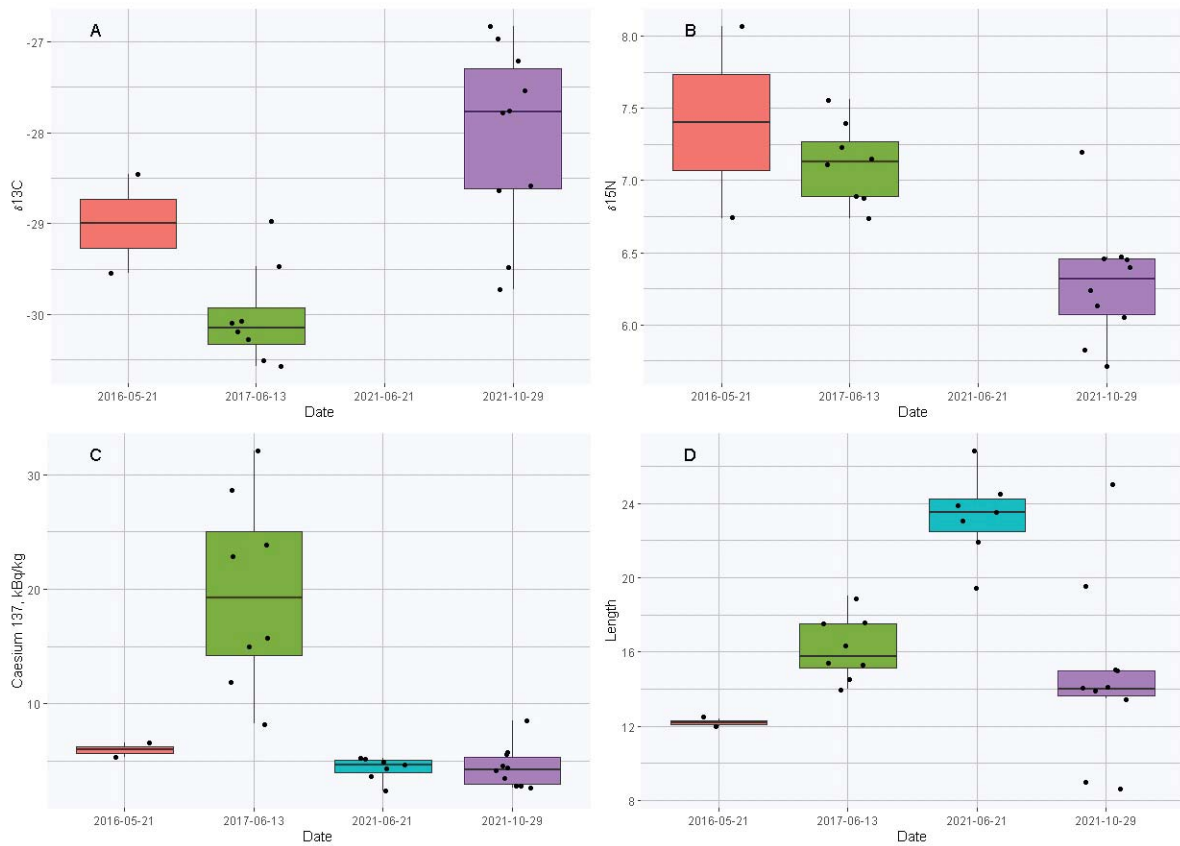 A
-27
-28
-29
-30
δ13C
2016-05-21 2017-06-13 2021-06-21 2021-10-29
Date
B
8.0
7.5
7.0
6.5
6.0
δ15N
2016-05-21 2017-06-13 2021-06-21 2021-10-29
Date
C
30
20
10
Caesium 137, kBq/kg
2016-05-21 2017-06-13 2021-06-21 2021-10-29
Date
D
24
20
16
12
8
Length
2016-05-21 2017-06-13 2021-06-21 2021-10-29
Date